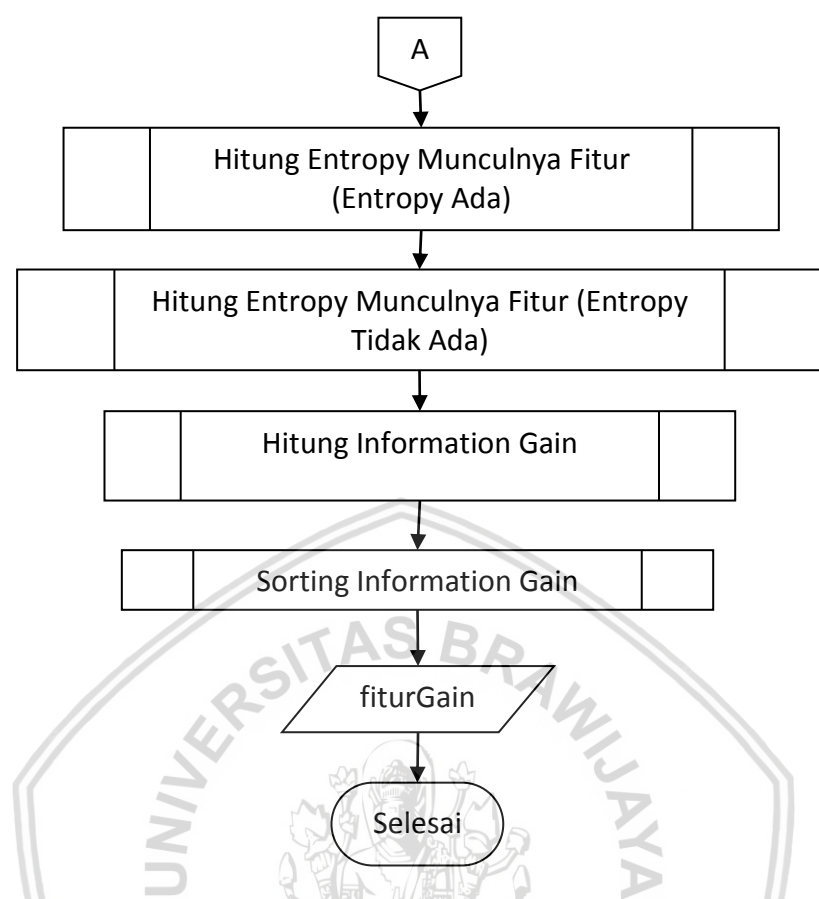 A
Hitung Entropy Munculnya Fitur
(Entropy Ada)
Hitung Entropy Munculnya Fitur (Entropy
Tidak Ada)
Hitung Information Gain
Sorting Information Gain
fiturGain
Selesai
UNIVERSITAS BRAWIJAYA